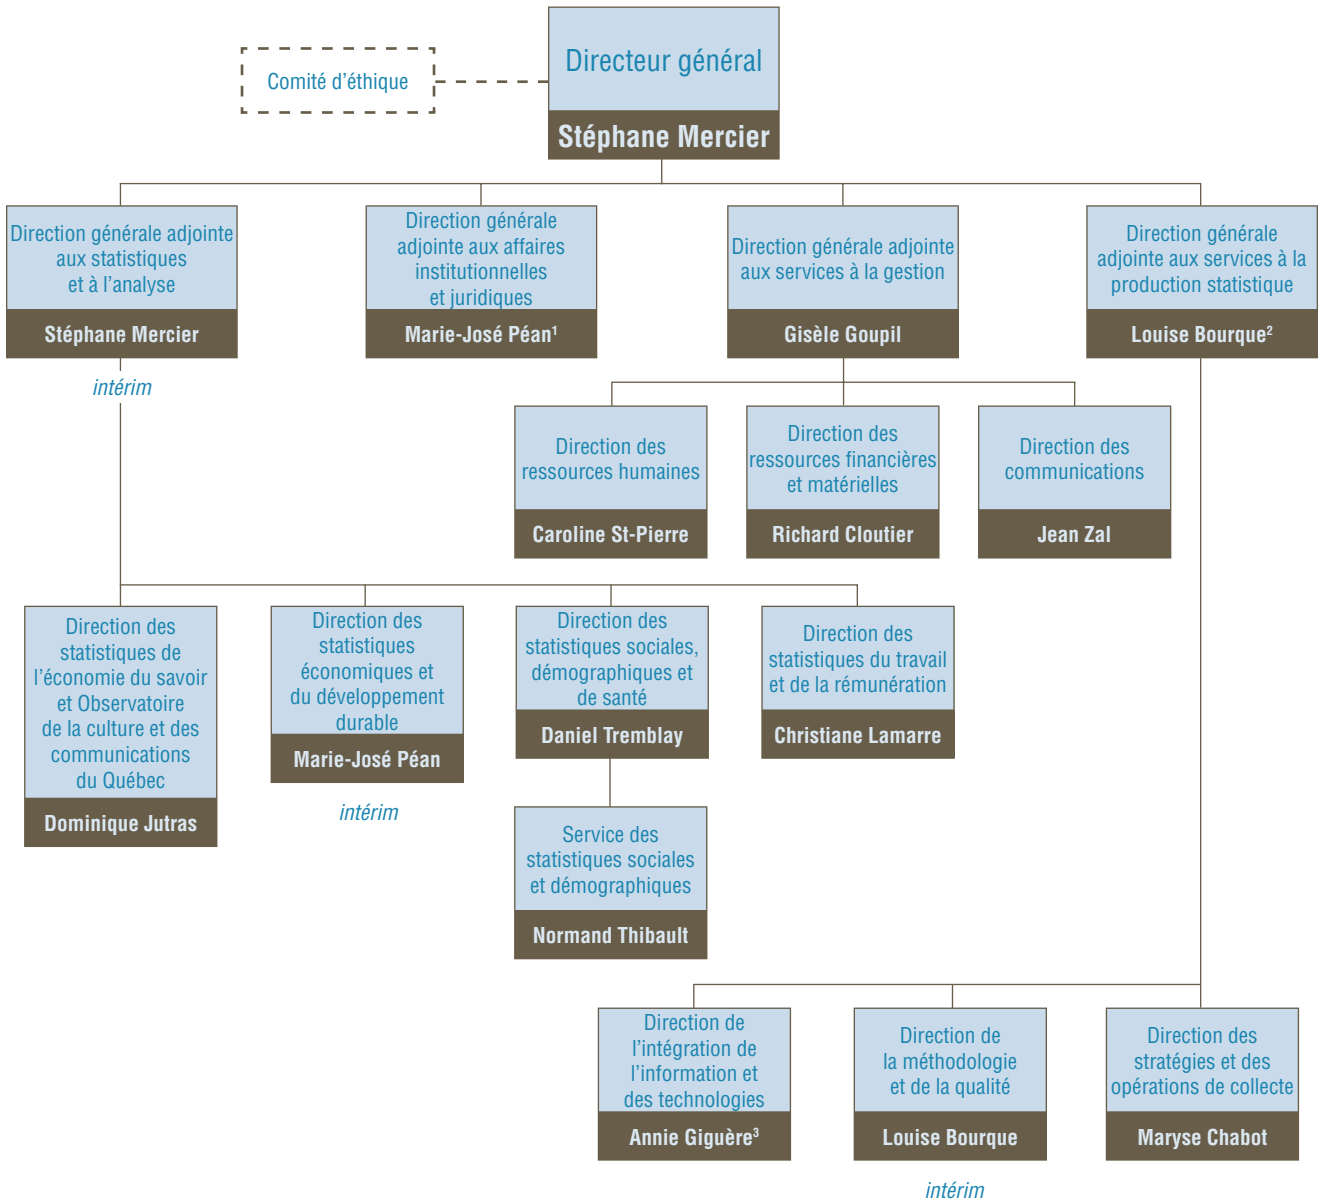 Directeur général
Stéphane Mercier
Comité d'éthique
Direction générale adjointe
aux statistiques
et à l'analyse
Stéphane Mercier
intérim
Direction générale
adjointe aux affaires
institutionnelles
et juridiques
Marie-José Péan¹
Direction générale adjointe
aux services à la gestion
Gisèle Goupil
Direction générale
adjointe aux services à la
production statistique
Louise Bourque²
Direction des
ressources humaines
Caroline St-Pierre
Direction des
ressources financières
et matérielles
Richard Cloutier
Direction des
communications
Jean Zal
Direction des
statistiques de
l'économie du savoir
et Observatoire
de la culture et des
communications
du Québec
Dominique Jutras
Direction des
statistiques
économiques et
du développement
durable
Marie-José Péan
intérim
Direction des
statistiques sociales,
démographiques et
de santé
Daniel Tremblay
Direction des
statistiques du travail
et de la rémunération
Christiane Lamarre
Service des
statistiques sociales
et démographiques
Normand Thibault
Direction de
l'intégration de
l'information et
des technologies
Annie Giguère³
Direction de
la méthodologie
et de la qualité
Louise Bourque
intérim
Direction des
stratégies et des
opérations de collecte
Maryse Chabot